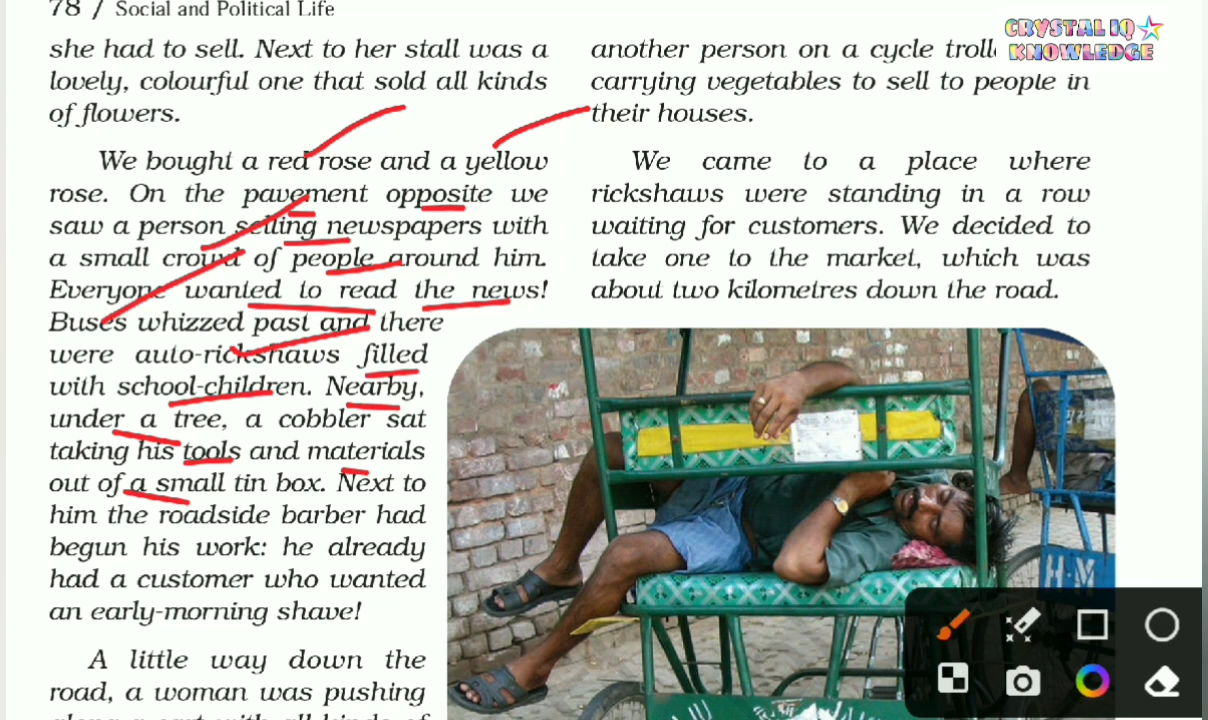 78 / Social and Political Life
she had to sell. Next to her stall was a
lovely, colourful one that sold all kinds
of flowers.
We bought a red rose and a yellow
rose. On the pavement opposite we
saw a person selling newspapers with
a small crowd of people around him.
Everyone wanted to read the news!
Buses whizzed past and there
were auto-rickshaws filled
with school-children. Nearby,
under a tree, a cobbler sat
taking his tools and materials
out of a small tin box. Next to
him the roadside barber had
begun his work: he already
had a customer who wanted
an early-morning shave!
A little way down the
road, a woman was pushing
along a cart with all kinds of
CRYSTAL IQ
KNOWLEDGE
another person on a cycle
carrying vegetables to sell to people in
their houses.
We came to a place where
rickshaws were standing in a row
waiting for customers. We decided to
take one to the market, which was
about two kilometres down the road.
H-M